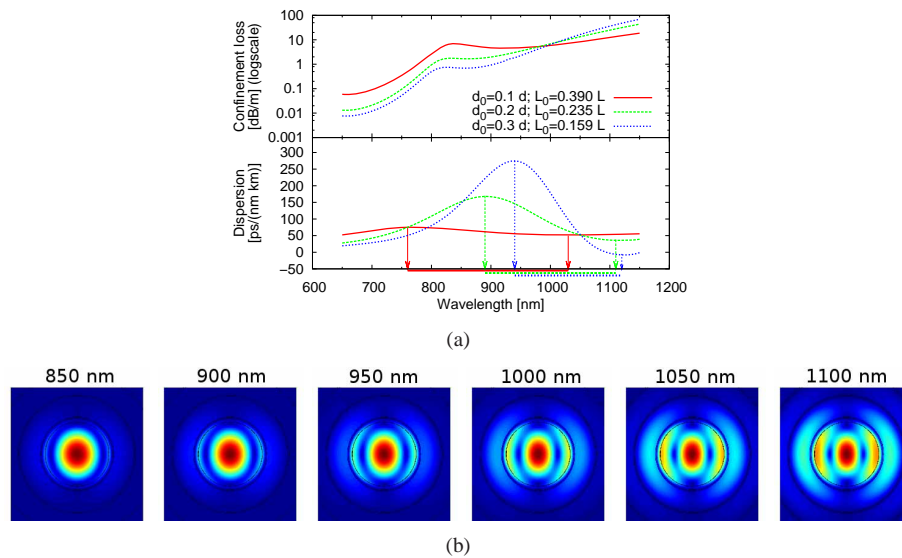 100
10
1
0.1
0.01
0.001
Confinement loss
[dB/m] (logscale)
d0=0.1 d; L0=0.390 L
d0=0.2 d; L0=0.235 L
d0=0.3 d; L0=0.159 L
300
250
200
150
100
50
0
−50
Dispersion
[ps/(nm km)]
600 700 800 900 1000 1100 1200
Wavelength [nm]
(a)
850 nm 900 nm 950 nm 1000 nm 1050 nm 1100 nm
(b)